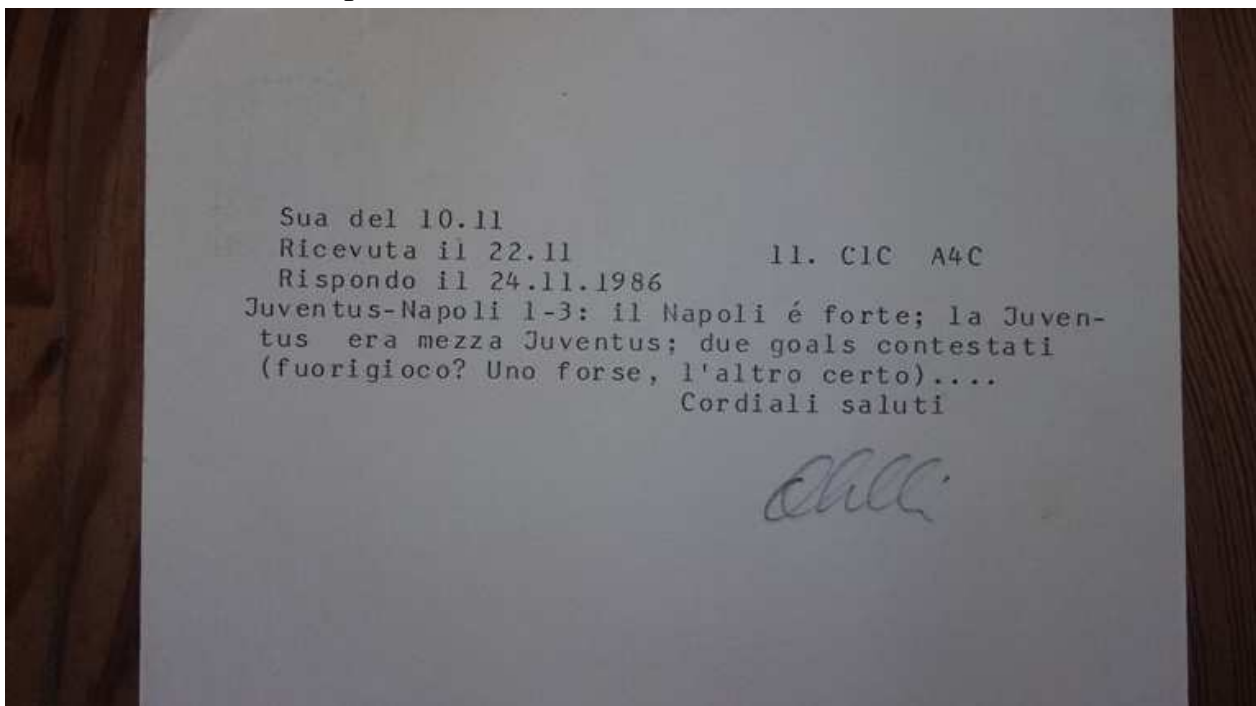 Sua del 10.11
Ricevuta il 22.11 11. C1C A4C
Rispondo il 24.11.1986
Juventus-Napoli 1-3: il Napoli é forte; la Juven-
tus era mezza Juventus; due goals contestati
(fuorigioco? Uno forse, l'altro certo)....
Cordiali saluti